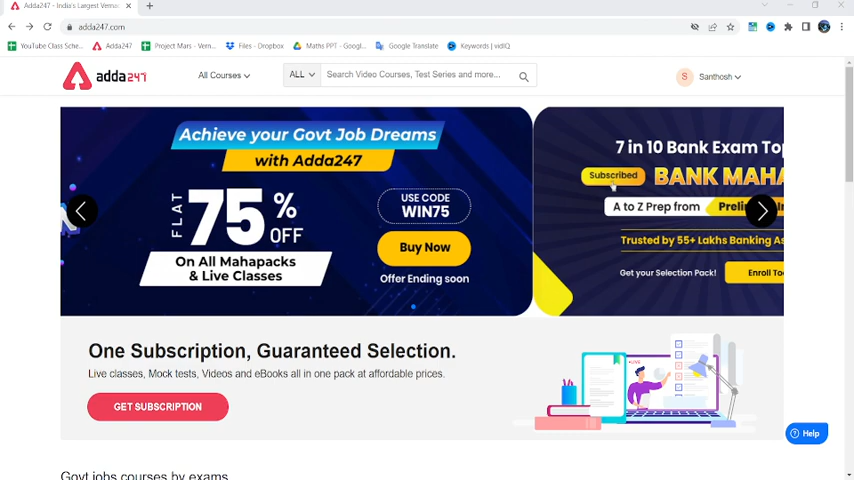 Adda247 - India's Largest Verna
adda247.com
YouTube Class Sche...
Adda247
Project Mars - Vern...
Files - Dropbox
Maths PPT - Googl...
Google Translate
Keywords | vidIQ
adda247
All Courses
ALL
Search Video Courses, Test Series and more...
S
Santhosh
Achieve your Govt Job Dreams
with Adda247
FLAT
75%
OFF
On All Mahapacks
& Live Classes
USE CODE
WIN75
Buy Now
Offer Ending soon
7 in 10 Bank Exam Top
Subscribed
BANK MAHA
A to Z Prep from Prelim
Trusted by 55+ Lakhs Banking As
Get your Selection Pack!
Enroll To
One Subscription, Guaranteed Selection.
Live classes, Mock tests, Videos and eBooks all in one pack at affordable prices.
GET SUBSCRIPTION
LIVE
Help
Govt jobs courses by exams